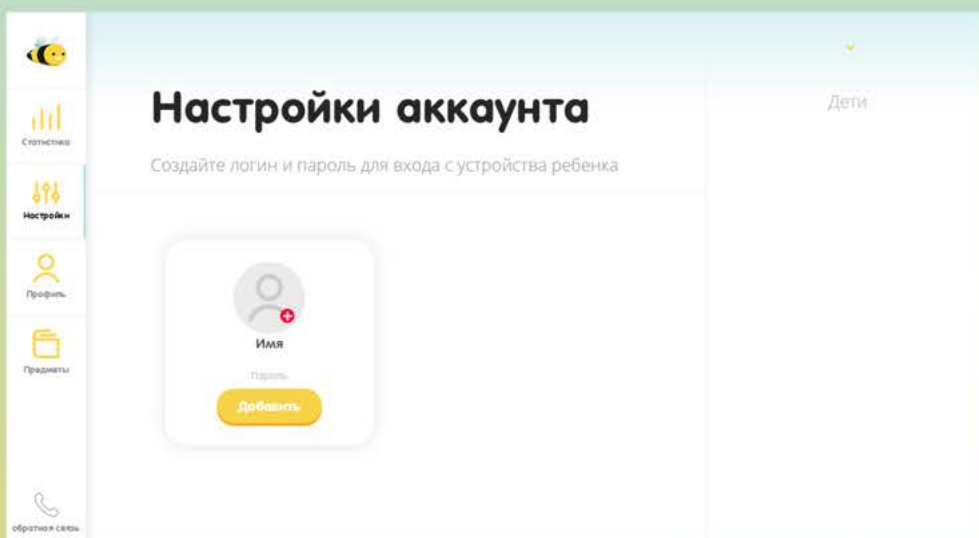 Статистика
Настройки
Профиль
Предметы
обратная связь
Настройки аккаунта
Создайте логин и пароль для входа с устройства ребенка
Имя
Пароль
Добавить
Дети